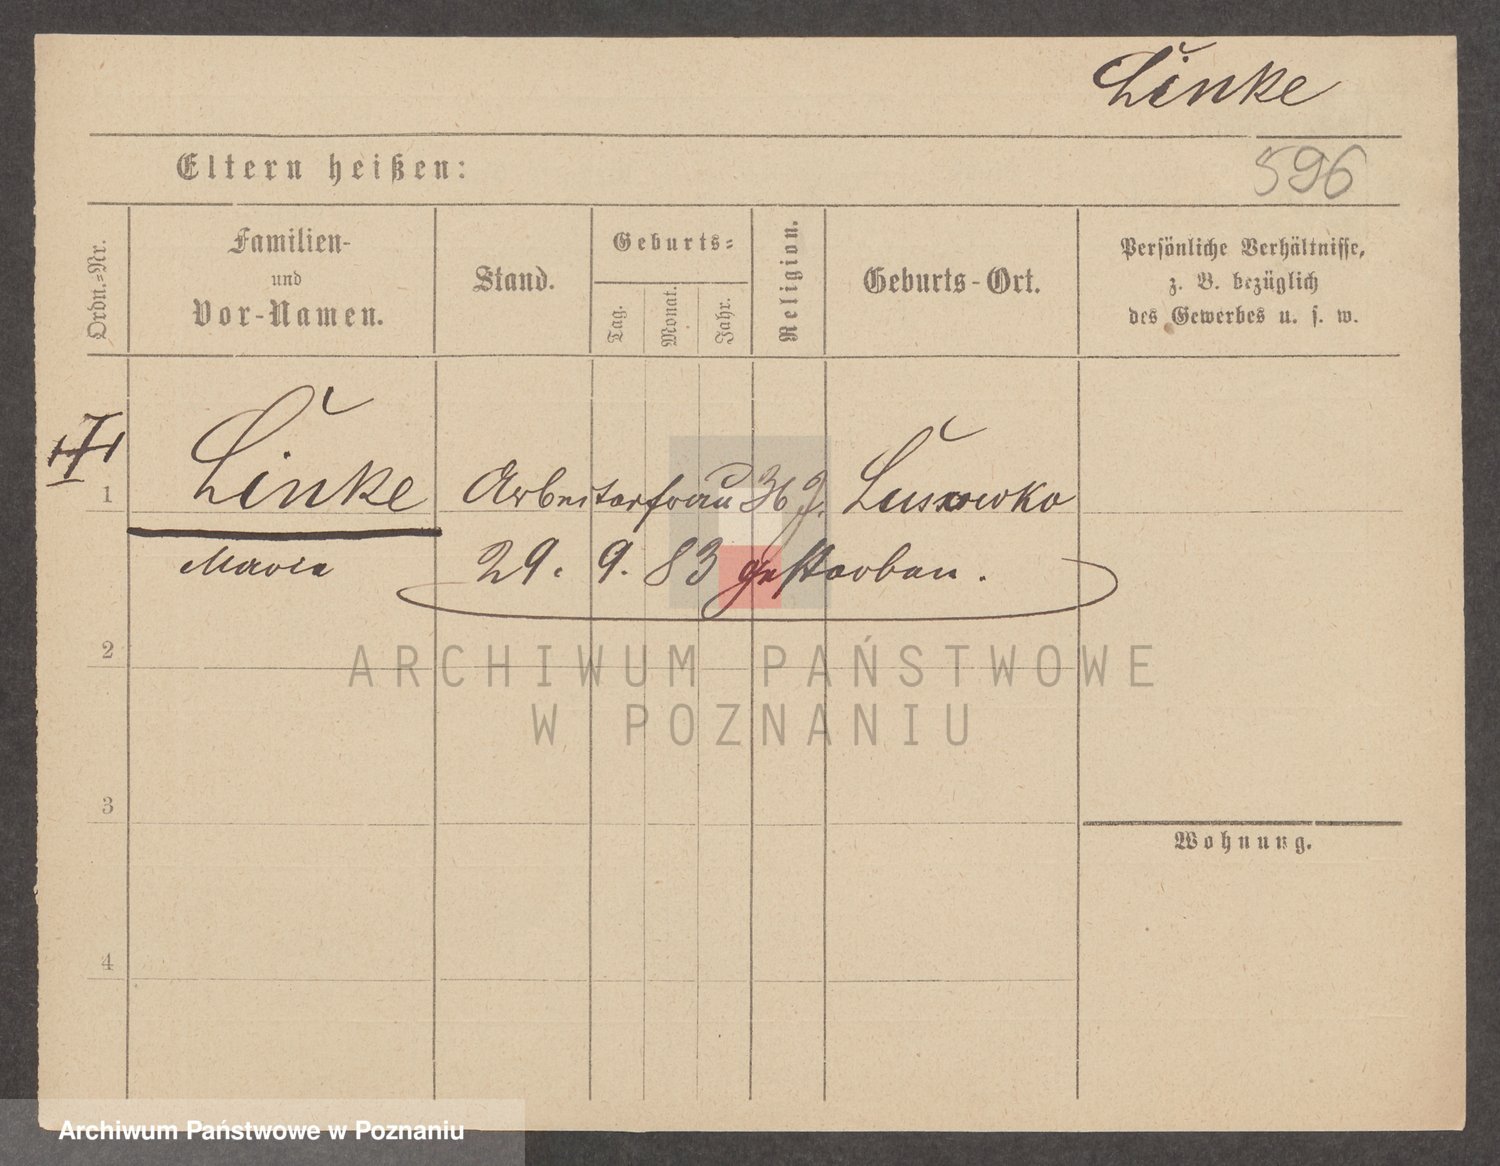 Linke
Eltern heißen:
596
Ordn.-Nr.
Familien-
und
Vor-Namen.
Stand.
Geburts-
Tag.
Monat.
Jahr.
Religion.
Geburts-Ort.
Persönliche Verhältnisse,
z. B. bezüglich
des Gewerbes u. s. w.
1
Linke
Arbeiterfrau 36 J.
Maria
29. 9. 83 gestorben.
2
ARCHIWUM PAŃSTWOWE
W POZNANIU
3
Wohnung.
4
Archiwum Państwowe w Poznaniu